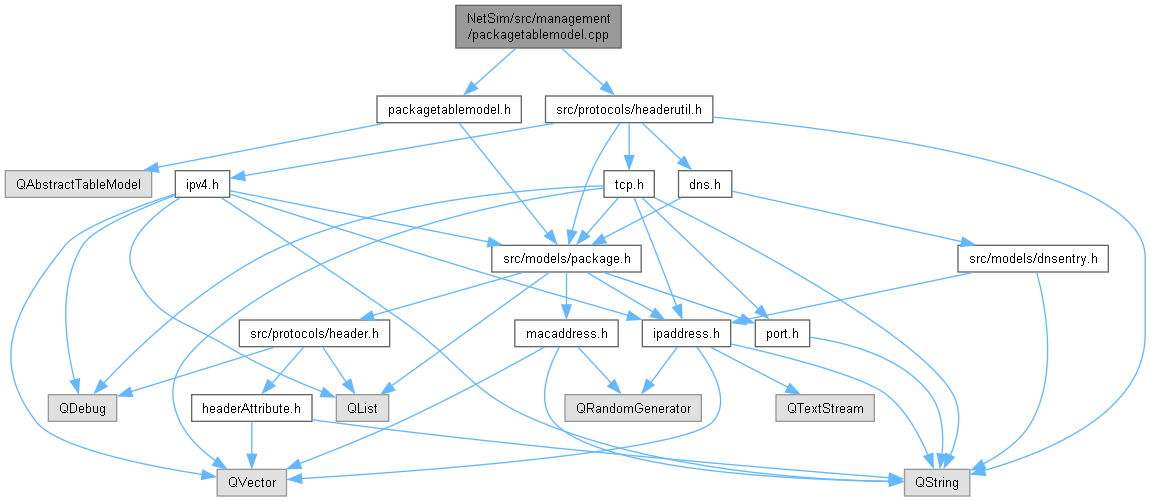 NetSim/src/management
/packagetablemodel.cpp
packagetablemodel.h
src/protocols/headerutil.h
QAbstractTableModel
ipv4.h
tcp.h
dns.h
src/models/package.h
src/models/dnsentry.h
src/protocols/header.h
macaddress.h
ipaddress.h
port.h
QDebug
headerAttribute.h
QList
QRandomGenerator
QTextStream
QVector
QString